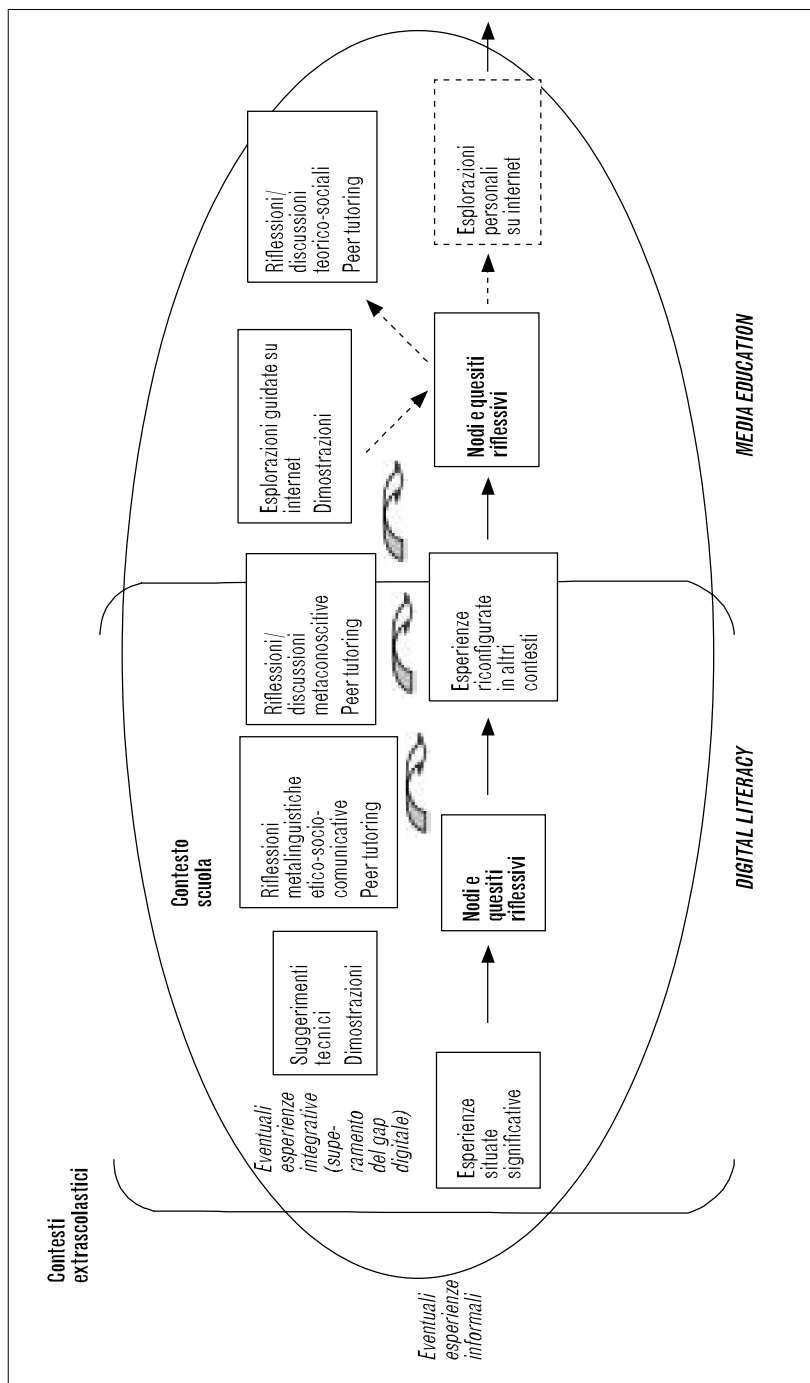 Contesti
extrascolastici
Eventuali
esperienze
informali
Eventuali
esperienze
integrative
(supe-
ramento
del gap
digitale)
Contesto
scuola
Suggerimenti
tecnici
Dimostrazioni
Riflessioni
metalinguistiche
etico-socio-
comunicative
Peer tutoring
Riflessioni/
discussioni
metaconoscitive
Peer tutoring
Esplorazioni guidate su
internet
Dimostrazioni
Riflessioni/
discussioni
teorico-sociali
Peer tutoring
Esperienze
situate
significative
Nodi e
quesiti
riflessivi
Esperienze
riconfigurate
in altri
contesti
Nodi e quesiti
riflessivi
Esplorazioni
personali
su internet
DIGITAL LITERACY
MEDIA EDUCATION